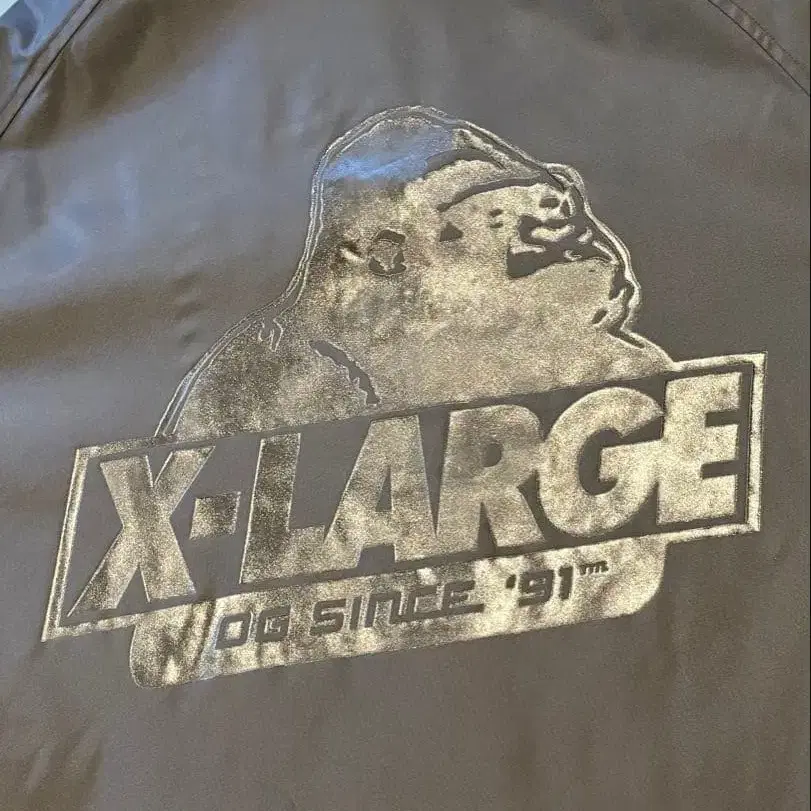 X-LARGE
OG SINCE '91™